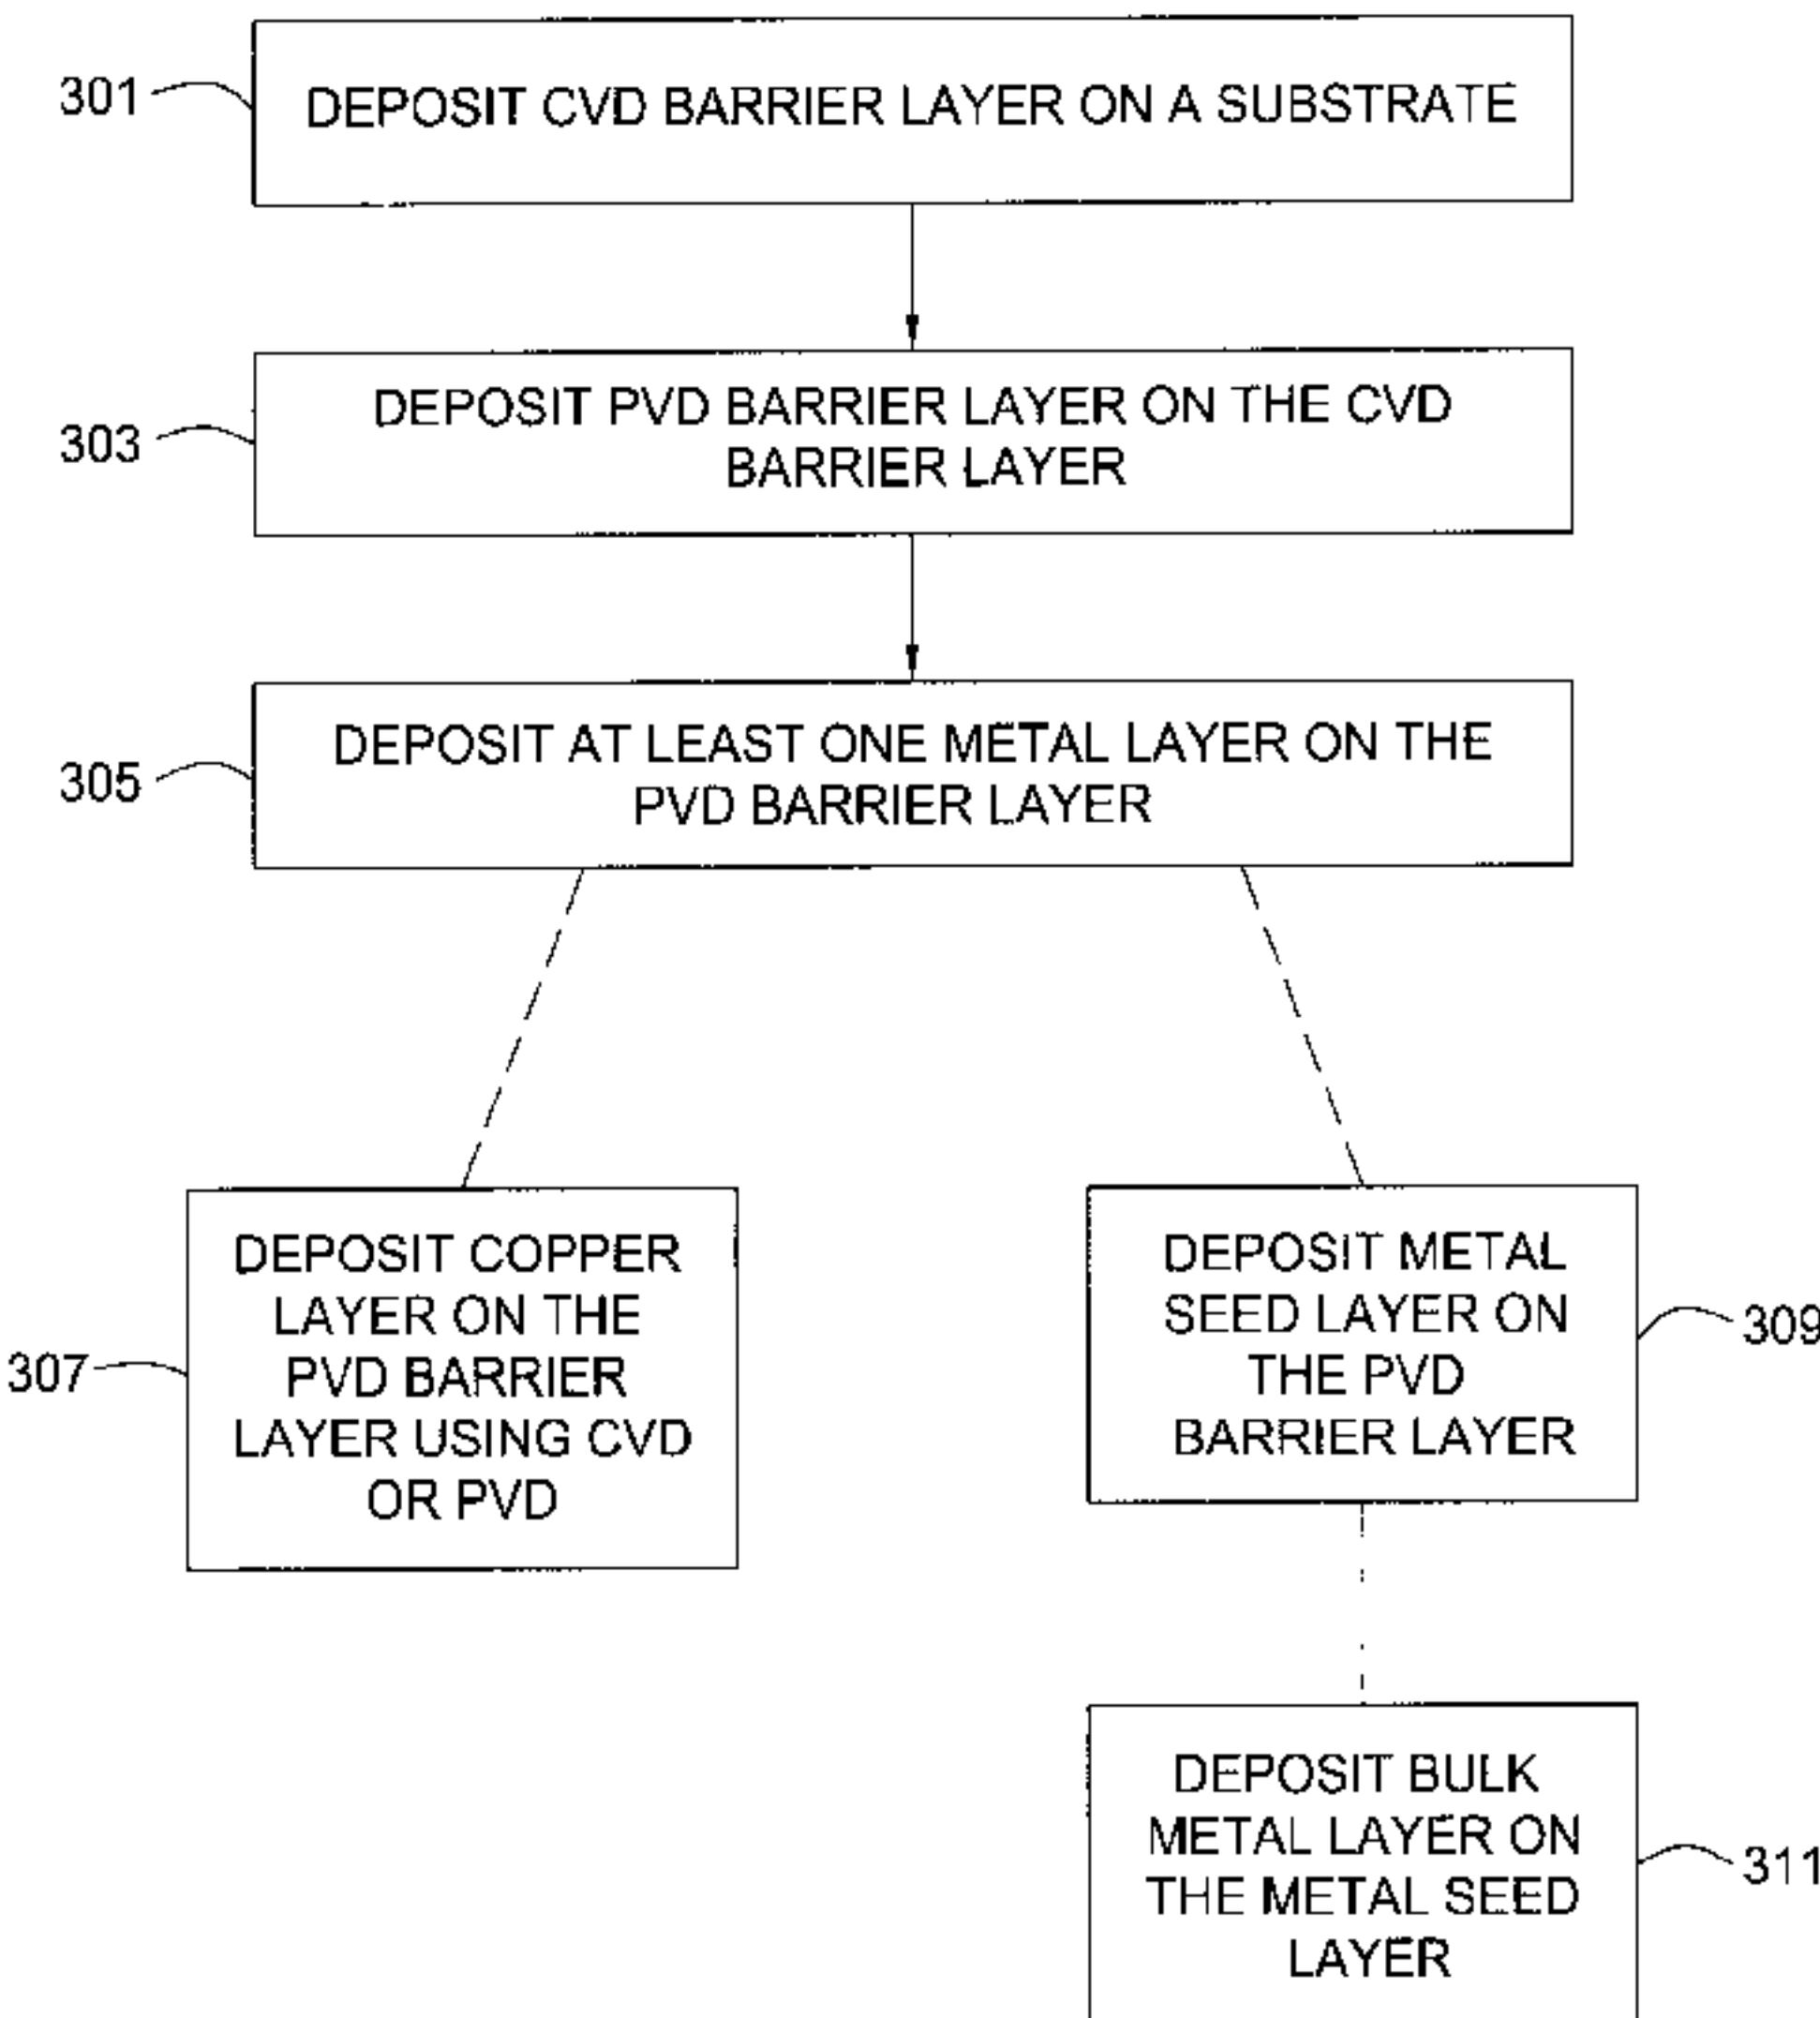 301
DEPOSIT CVD BARRIER LAYER ON A SUBSTRATE
303
DEPOSIT PVD BARRIER LAYER ON THE CVD
BARRIER LAYER
305
DEPOSIT AT LEAST ONE METAL LAYER ON THE
PVD BARRIER LAYER
307
DEPOSIT COPPER
LAYER ON THE
PVD BARRIER
LAYER USING CVD
OR PVD
DEPOSIT METAL
SEED LAYER ON
THE PVD
BARRIER LAYER
309
DEPOSIT BULK
METAL LAYER ON
THE METAL SEED
LAYER
311